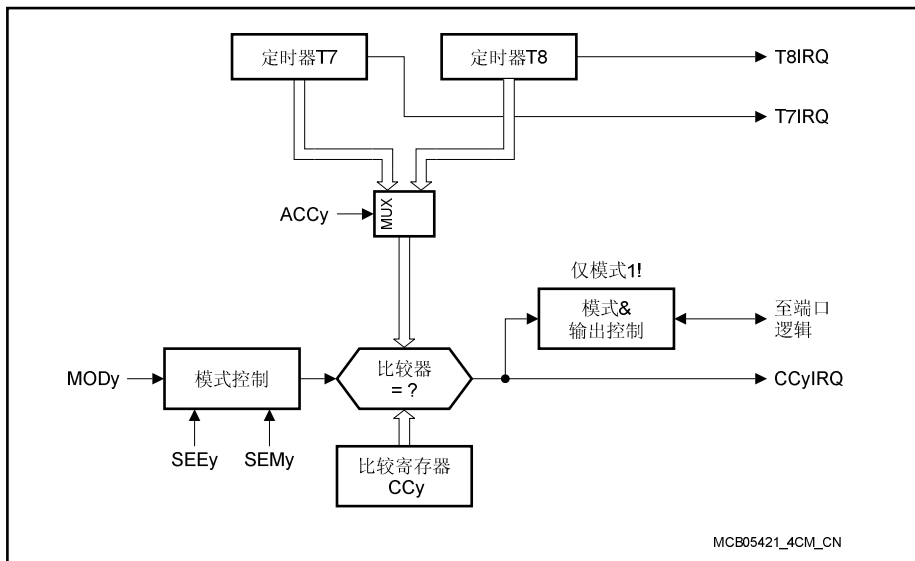 定时器T7
定时器T8
T8IRQ
T7IRQ
ACCy
MUX
仅模式1!
模式&
输出控制
至端口
逻辑
MODy
模式控制
比较器
= ?
CCyIRQ
SEEy
SEMy
比较寄存器
CCy
MCB05421_4CM_CN